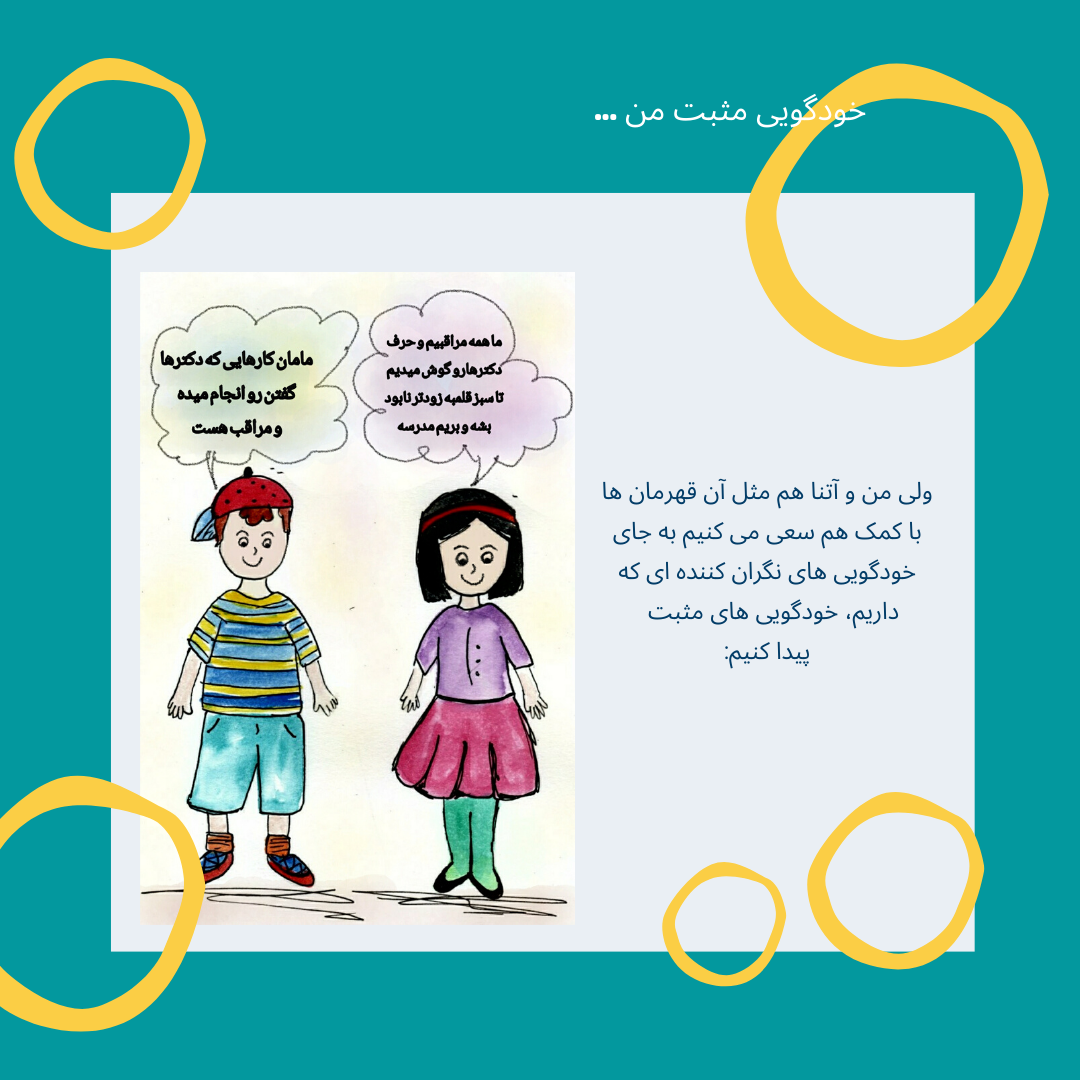 خودگویی مثبت من ...
ما همه مراقبیم و حرف
دکترها رو گوش میدیم
تا سبز قلمبه زودتر نابود
بشه و بریم مدرسه
مامان کارهایی که دکترها
گفتن رو انجام میده
و مراقب هست
ولی من و آتنا هم مثل آن قهرمان ها
با کمک هم سعی می کنیم به جای
خودگویی های نگران کننده ای که
داریم، خودگویی های مثبت
پیدا کنیم: